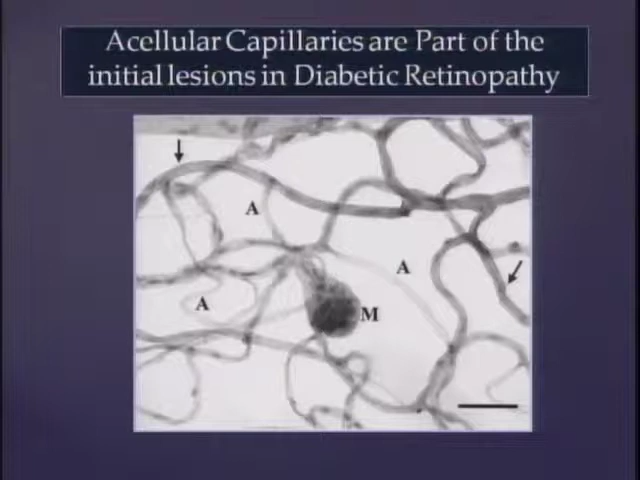 Acellular Capillaries are Part of the
initial lesions in Diabetic Retinopathy
A
A
A
M